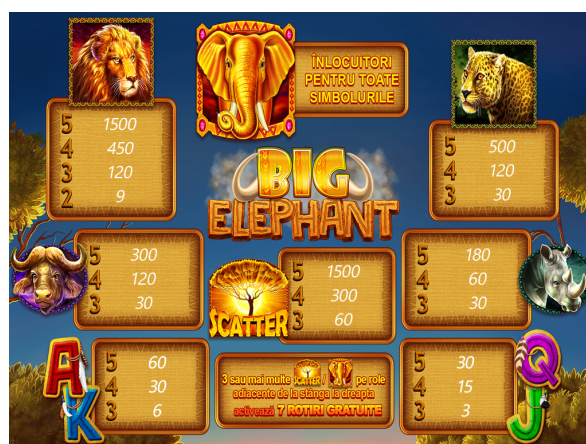 ÎNLOCUITORI
PENTRU TOATE
SIMBOLURILE
5 1500
4 450
3 120
2 9
5 500
4 120
3 30
BIG
ELEPHANT
5 300
4 120
3 30
SCATTER
5 1500
4 300
3 60
5 180
4 60
3 30
A
K
5 60
4 30
3 6
3 sau mai multe SCATTER / pe role
adiacente de la stanga la dreapta
activează 7 ROTIRI GRATUITE
5 30
4 15
3 3
Q
J